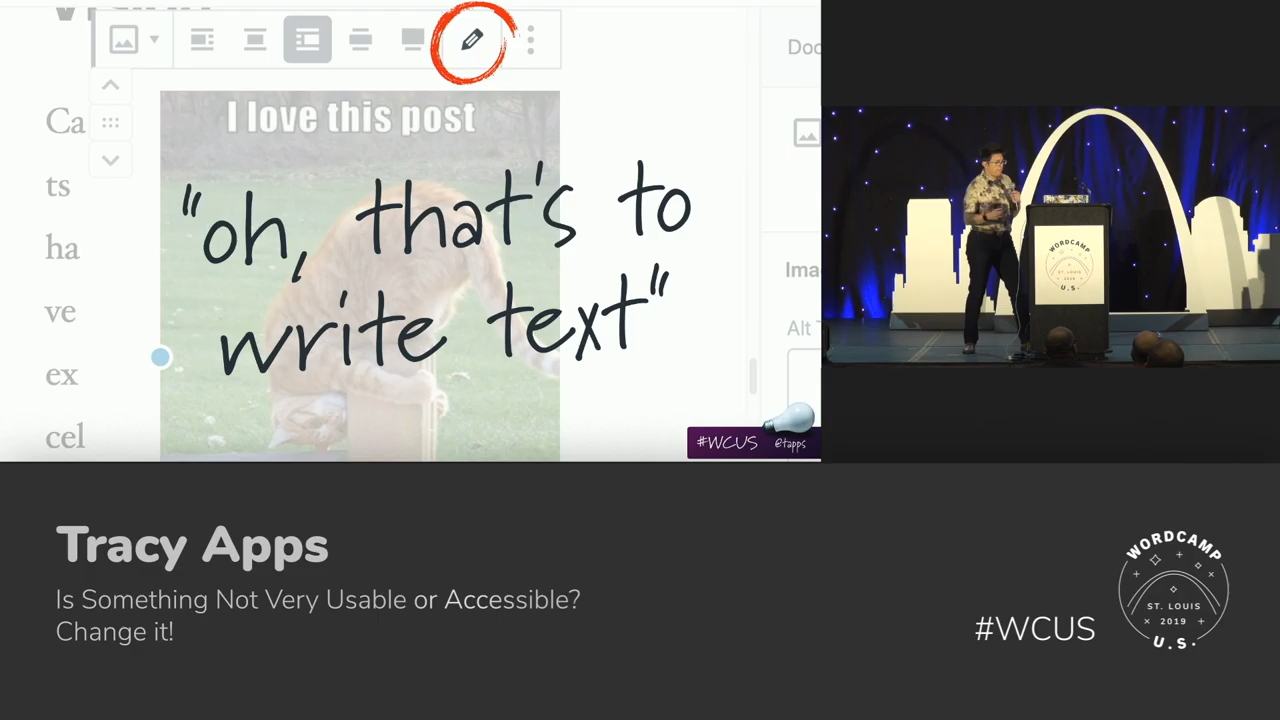 Doc
I love this post
Ca
ts
ha
ve
ex
cel
"oh, that's to
write text"
Ima
Alt T
#WCUS @tapps
WORDCAMP
ST. LOUIS
2019
U.S.
Tracy Apps
Is Something Not Very Usable or Accessible?
Change it!
#WCUS
WORDCAMP
ST. LOUIS
2019
U.S.